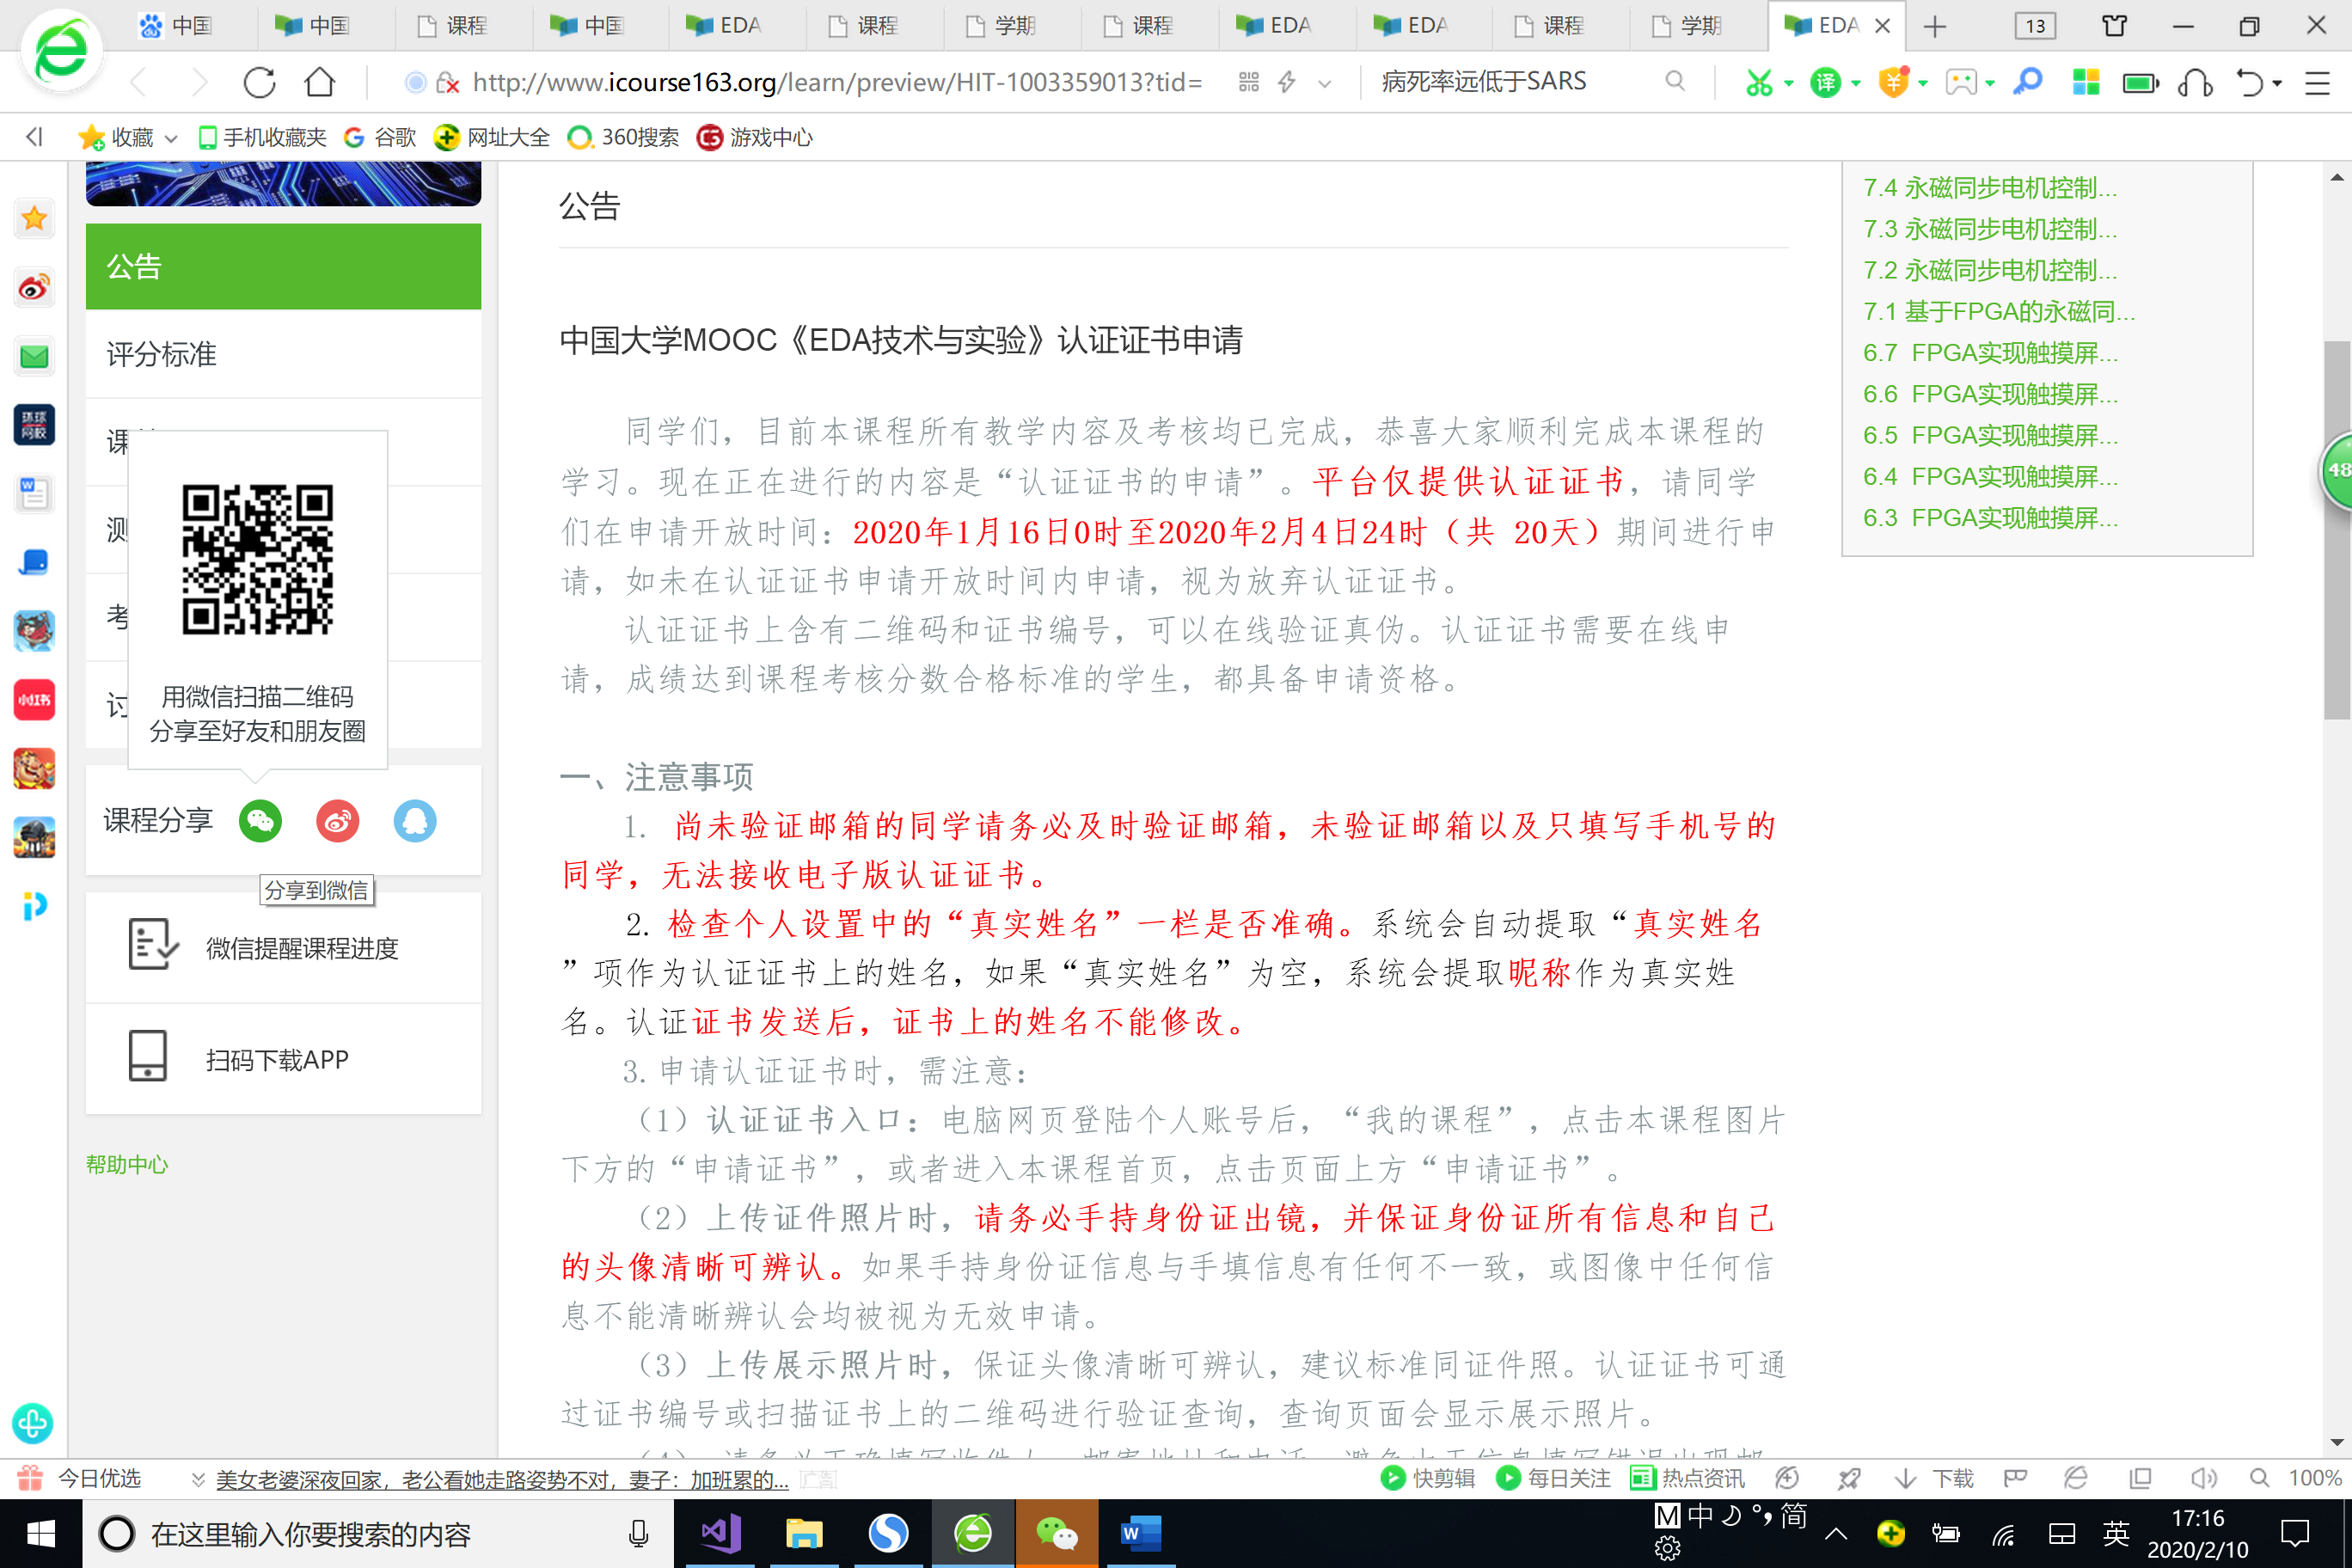 中国
中国
课程
中国
EDA
课程
学期
课程
EDA
EDA
课程
学期
EDA
13
http://www.icourse163.org/learn/preview/HIT-1003359013?tid=
病死率远低于SARS
译
收藏
手机收藏夹
谷歌
网址大全
360搜索
游戏中心
环球
网校
小红书
公告
评分标准
测
考
讨
用微信扫描二维码
分享至好友和朋友圈
课程分享
分享到微信
微信提醒课程进度
扫码下载APP
帮助中心
公告
中国大学MOOC《EDA技术与实验》认证证书申请
同学们，目前本课程所有教学内容及考核均已完成，恭喜大家顺利完成本课程的
学习。现在正在进行的内容是“认证证书的申请”。平台仅提供认证证书，请同学
们在申请开放时间：2020年1月16日0时至2020年2月4日24时（共 20天）期间进行申
请，如未在认证证书申请开放时间内申请，视为放弃认证证书。
认证证书上含有二维码和证书编号，可以在线验证真伪。认证证书需要在线申
请，成绩达到课程考核分数合格标准的学生，都具备申请资格。
一、注意事项
1. 尚未验证邮箱的同学请务必及时验证邮箱，未验证邮箱以及只填写手机号的
同学，无法接收电子版认证证书。
2. 检查个人设置中的“真实姓名”一栏是否准确。系统会自动提取“真实姓名
”项作为认证证书上的姓名，如果“真实姓名”为空，系统会提取昵称作为真实姓
名。认证证书发送后，证书上的姓名不能修改。
3. 申请认证证书时，需注意：
（1）认证证书入口：电脑网页登陆个人账号后，“我的课程”，点击本课程图片
下方的“申请证书”，或者进入本课程首页，点击页面上方“申请证书”。
（2）上传证件照片时，请务必手持身份证出镜，并保证身份证所有信息和自己
的头像清晰可辨认。如果手持身份证信息与手填信息有任何不一致，或图像中任何信
息不能清晰辨认会均被视为无效申请。
（3）上传展示照片时，保证头像清晰可辨认，建议标准同证件照。认证证书可通
过证书编号或扫描证书上的二维码进行验证查询，查询页面会显示展示照片。
7.4 永磁同步电机控制...
7.3 永磁同步电机控制...
7.2 永磁同步电机控制...
7.1 基于FPGA的永磁同...
6.7 FPGA实现触摸屏...
6.6 FPGA实现触摸屏...
6.5 FPGA实现触摸屏...
6.4 FPGA实现触摸屏...
6.3 FPGA实现触摸屏...
48
今日优选
美女老婆深夜回家，老公看她走路姿势不对，妻子：加班累的...
广告
快剪辑
每日关注
热点资讯
下载
100%
在这里输入你要搜索的内容
M 中 简
英
17:16
2020/2/10